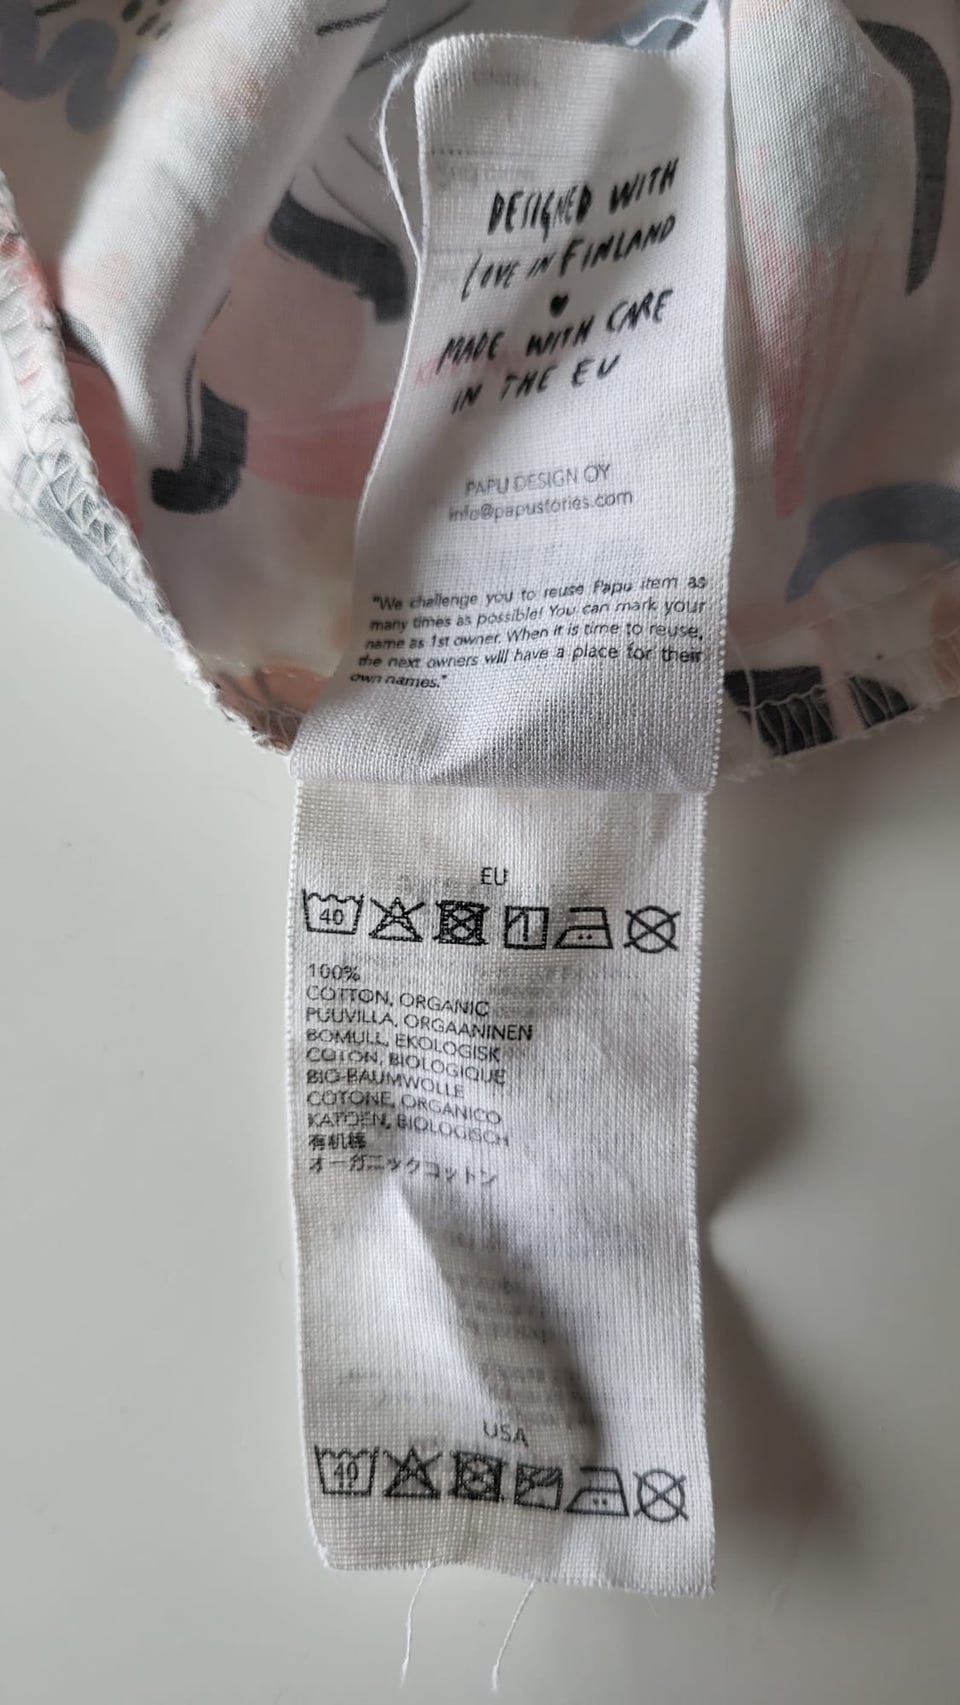 DESIGNED WITH
LOVE IN FINLAND
♥
MADE WITH CARE
IN THE EU
PAPU DESIGN OY
info@papustories.com
"We challenge you to reuse Papu item as
many times as possible! You can mark your
name as 1st owner. When it is time to reuse,
the next owners will have a place for their
own names."
EU
40
100%
COTTON, ORGANIC
PUUVILLA, ORGAANINEN
BOMULL, EKOLOGISK
COTON, BIOLOGIQUE
BIO-BAUMWOLLE
COTONE, ORGANICO
KATOEN, BIOLOGISCH
有机棉
オーガニックコットン
USA
40